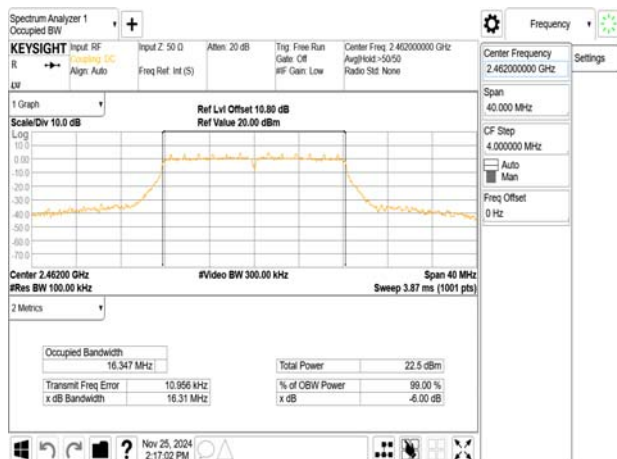 Spectrum Analyzer 1
Occupied BW
Frequency
KEYSIGHT
R
Input: RF
Coupling: DC
Align: Auto
Input Z: 50 Ω
Freq Ref: Int (S)
Atten: 20 dB
Trig: Free Run
Gate: Off
#IF Gain: Low
Center Freq: 2.462000000 GHz
Avg|Hold:>50/50
Radio Std: None
Center Frequency
2.462000000 GHz
Settings
Span
40.000 MHz
CF Step
4.000000 MHz
Auto
Man
Freq Offset
0 Hz
1 Graph
Scale/Div 10.0 dB
Ref Lvl Offset 10.80 dB
Ref Value 20.00 dBm
Log
10.0
0.00
-10.0
-20.0
-30.0
-40.0
-50.0
-60.0
-70.0
Center 2.46200 GHz
#Res BW 100.00 kHz
#Video BW 300.00 kHz
Span 40 MHz
Sweep 3.87 ms (1001 pts)
2 Metrics
Occupied Bandwidth
16.347 MHz
Total Power 22.5 dBm
Transmit Freq Error 10.956 kHz
% of OBW Power 99.00 %
x dB Bandwidth 16.31 MHz
x dB -6.00 dB
?
Nov 25, 2024
2:17:02 PM